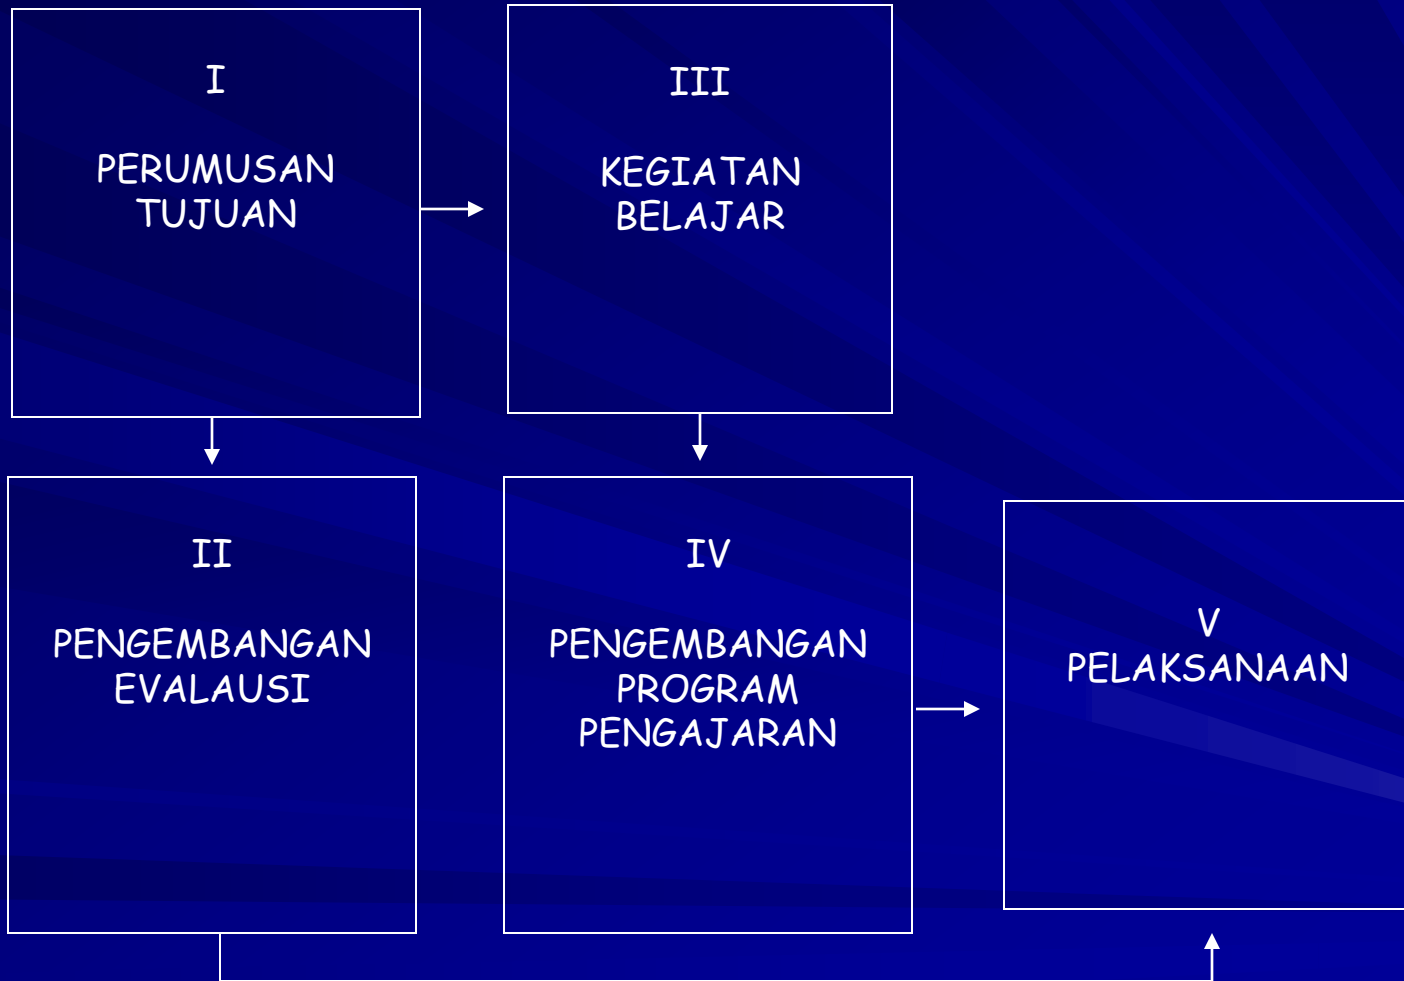 I
PERUMUSAN
TUJUAN
III
KEGIATAN
BELAJAR
II
PENGEMBANGAN
EVALAUSI
IV
PENGEMBANGAN
PROGRAM
PENGAJARAN
V
PELAKSANAAN